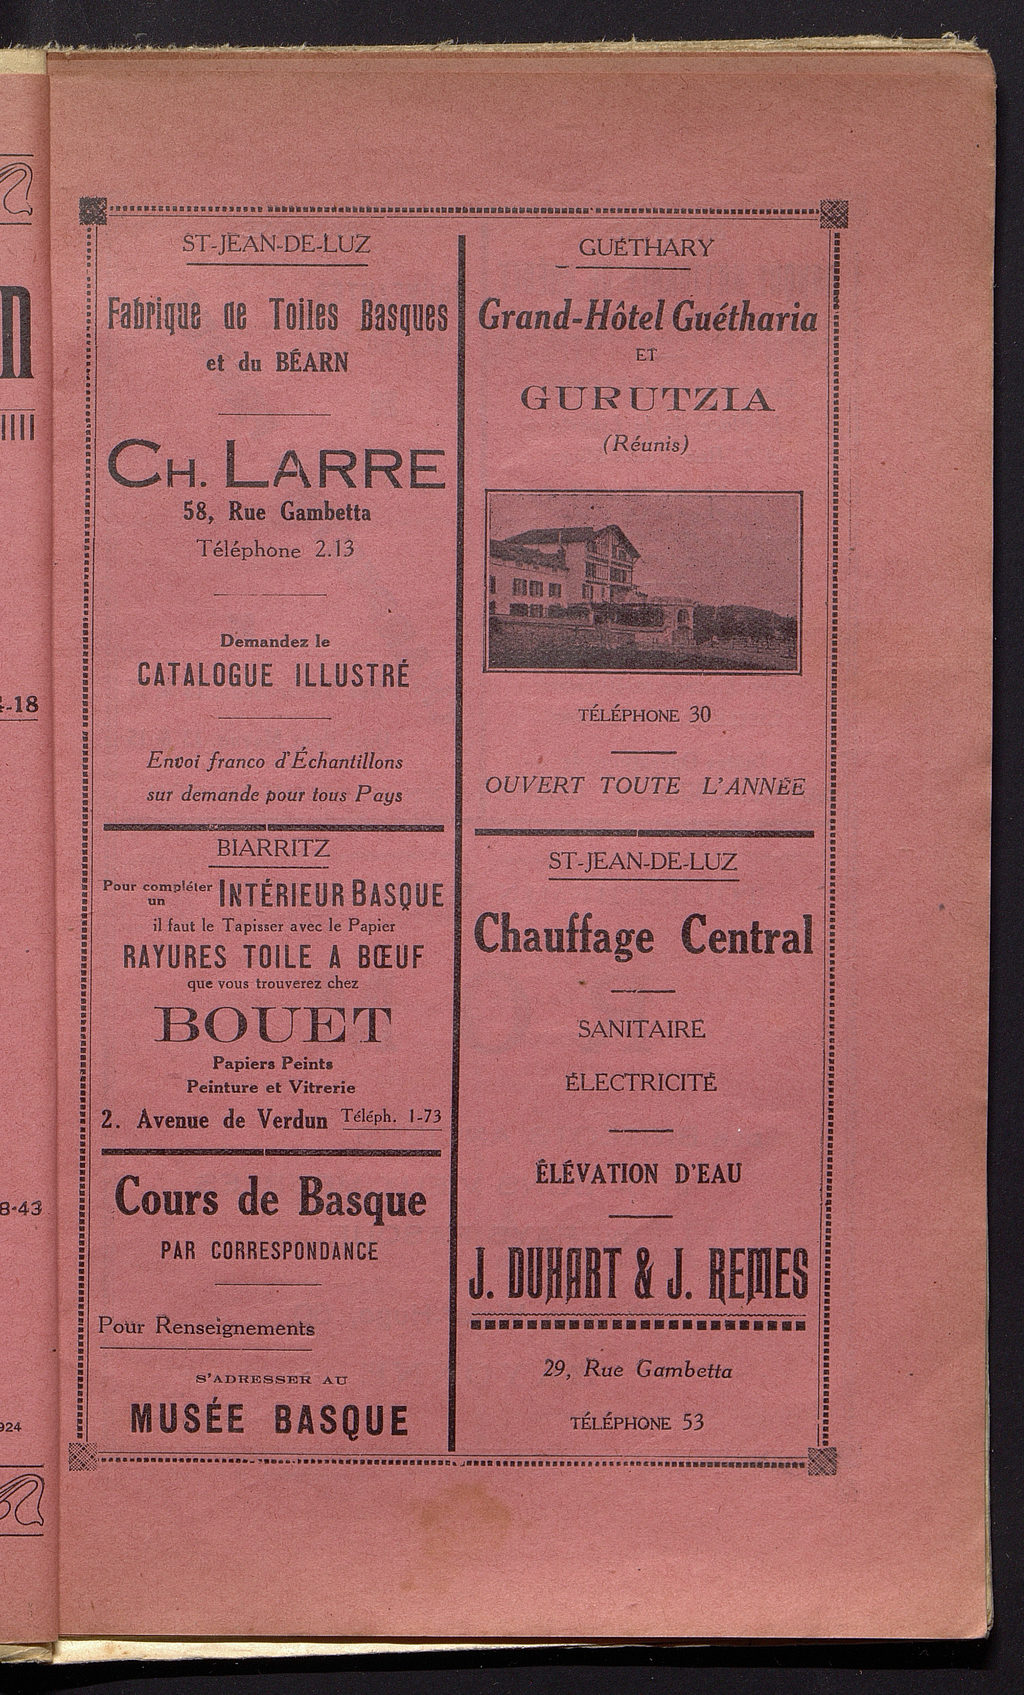 ST-JEAN-DE-LUZ
Fabrique de Toiles Basques
et du BÉARN
CH. LARRE
58, Rue Gambetta
Téléphone 2.13
Demandez le
CATALOGUE ILLUSTRÉ
Envoi franco d'Échantillons
sur demande pour tous Pays
BIARRITZ
Pour compléter un INTÉRIEUR BASQUE
il faut le Tapisser avec le Papier
RAYURES TOILE A BŒUF
que vous trouverez chez
BOUET
Papiers Peints
Peinture et Vitrerie
2. Avenue de Verdun Téléph. 1-73
Cours de Basque
PAR CORRESPONDANCE
Pour Renseignements
S'ADRESSER AU
MUSÉE BASQUE
GUÉTHARY
Grand-Hôtel Guétharia
ET
GURUTZIA
(Réunis)
TÉLÉPHONE 30
OUVERT TOUTE L'ANNÉE
ST-JEAN-DE-LUZ
Chauffage Central
SANITAIRE
ÉLECTRICITÉ
ÉLÉVATION D'EAU
J. DUHART & J. REMES
29, Rue Gambetta
TÉLÉPHONE 53